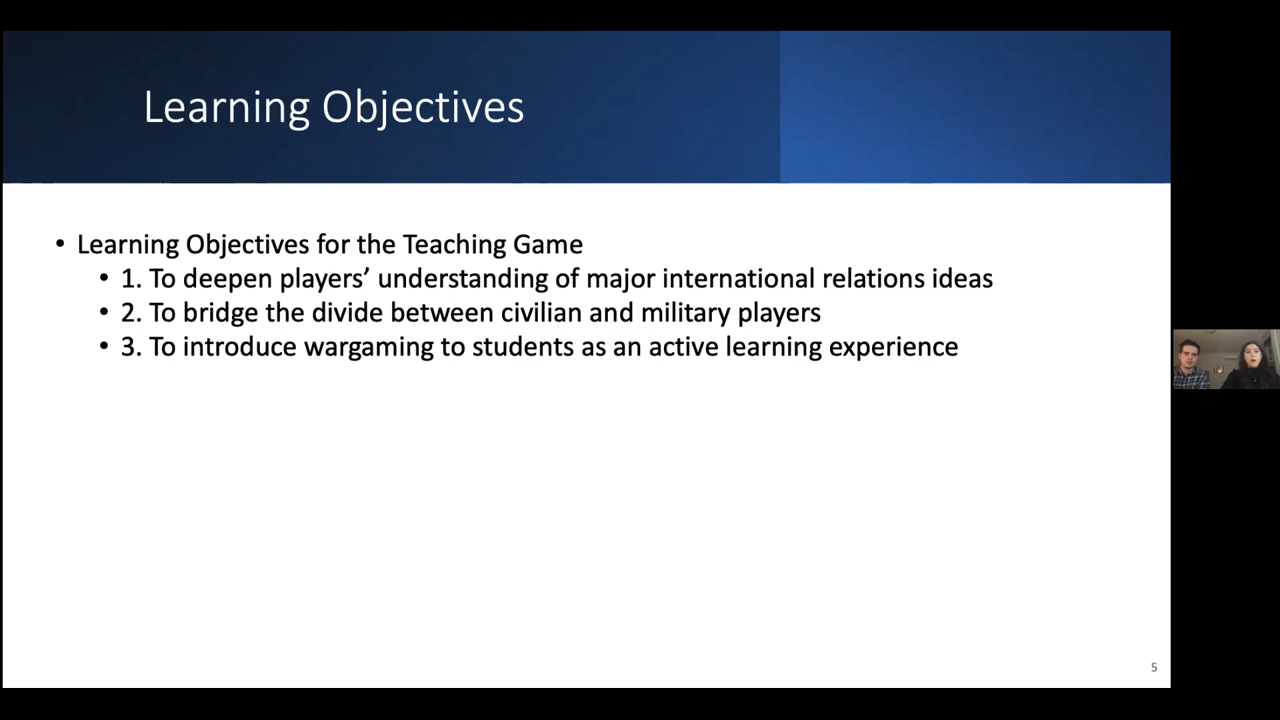 Learning Objectives
• Learning Objectives for the Teaching Game
• 1. To deepen players’ understanding of major international relations ideas
• 2. To bridge the divide between civilian and military players
• 3. To introduce wargaming to students as an active learning experience
5